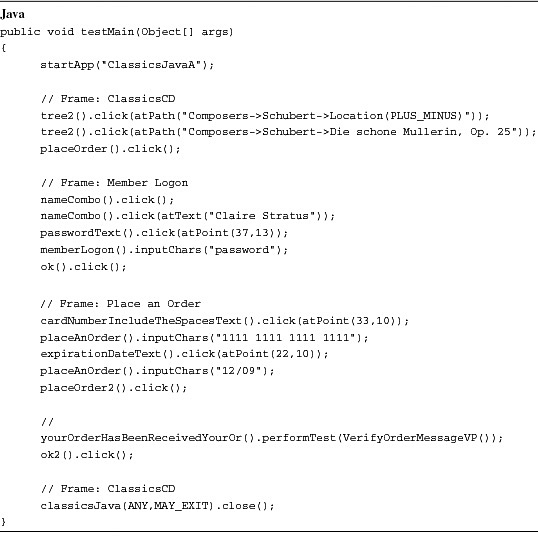 Java
public void testMain(Object[] args)
{
startApp("ClassicsJavaA");
// Frame: ClassicsCD
tree2().click(atPath("Composers->Schubert->Location(PLUS_MINUS)"));
tree2().click(atPath("Composers->Schubert->Die schone Mullerin, Op. 25"));
placeOrder().click();
// Frame: Member Logon
nameCombo().click();
nameCombo().click(atText("Claire Stratus"));
passwordText().click(atPoint(37,13));
memberLogon().inputChars("password");
ok().click();
// Frame: Place an Order
cardNumberIncludeTheSpacesText().click(atPoint(33,10));
placeAnOrder().inputChars("1111 1111 1111 1111");
expirationDateText().click(atPoint(22,10));
placeAnOrder().inputChars("12/09");
placeOrder2().click();
//
yourOrderHasBeenReceivedYourOr().performTest(VerifyOrderMessageVP());
ok2().click();
// Frame: ClassicsCD
classicsJava(ANY,MAY_EXIT).close();
}